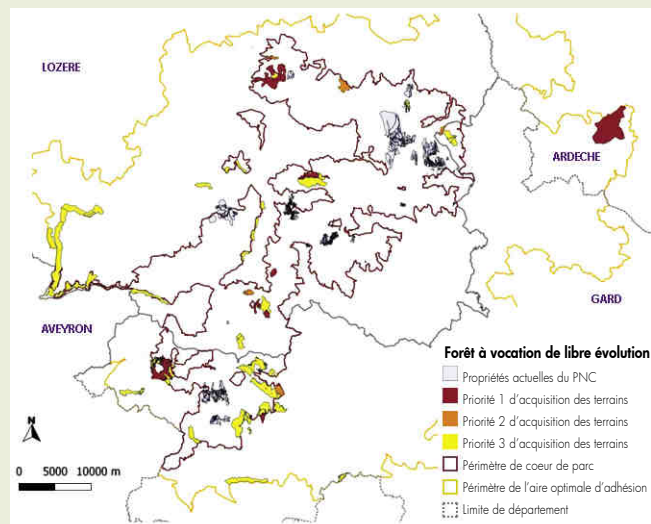 LOZERE
ARDECHE
GARD
AVEYRON
Forêt à vocation de libre évolution
Propriétés actuelles du PNC
Priorité 1 d'acquisition des terrains
Priorité 2 d'acquisition des terrains
Priorité 3 d'acquisition des terrains
Périmètre de coeur de parc
Périmètre de l'aire optimale d'adhésion
Limite de département
N
0 5000 10000 m